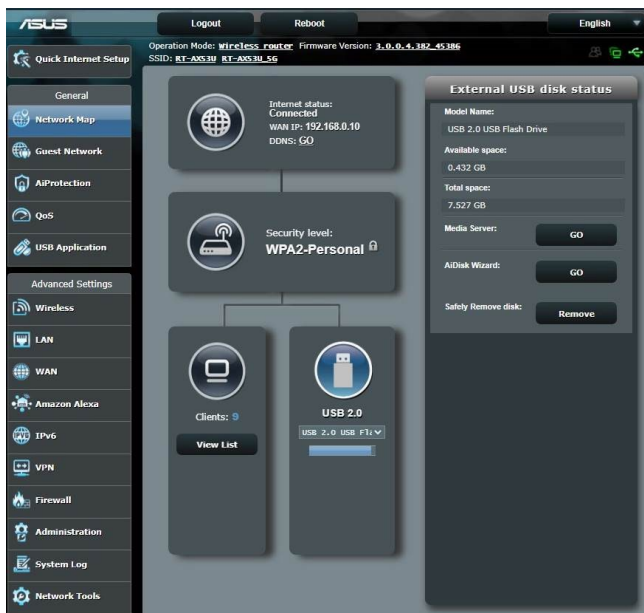 ASUS
Logout
Reboot
English
Quick Internet Setup
Operation Mode: Wireless router Firmware Version: 3.0.0.4.382_45386
SSID: RT-AX53U RT-AX53U_5G
General
Network Map
Guest Network
AiProtection
QoS
USB Application
Advanced Settings
Wireless
LAN
WAN
Amazon Alexa
IPv6
VPN
Firewall
Administration
System Log
Network Tools
Internet status:
Connected
WAN IP: 192.168.0.10
DDNS: GO
Security level:
WPA2-Personal
Clients: 9
View List
USB 2.0
USB 2.0 USB Fla
External USB disk status
Model Name:
USB 2.0 USB Flash Drive
Available space:
0.432 GB
Total space:
7.527 GB
Media Server:
GO
AiDisk Wizard:
GO
Safely Remove disk:
Remove